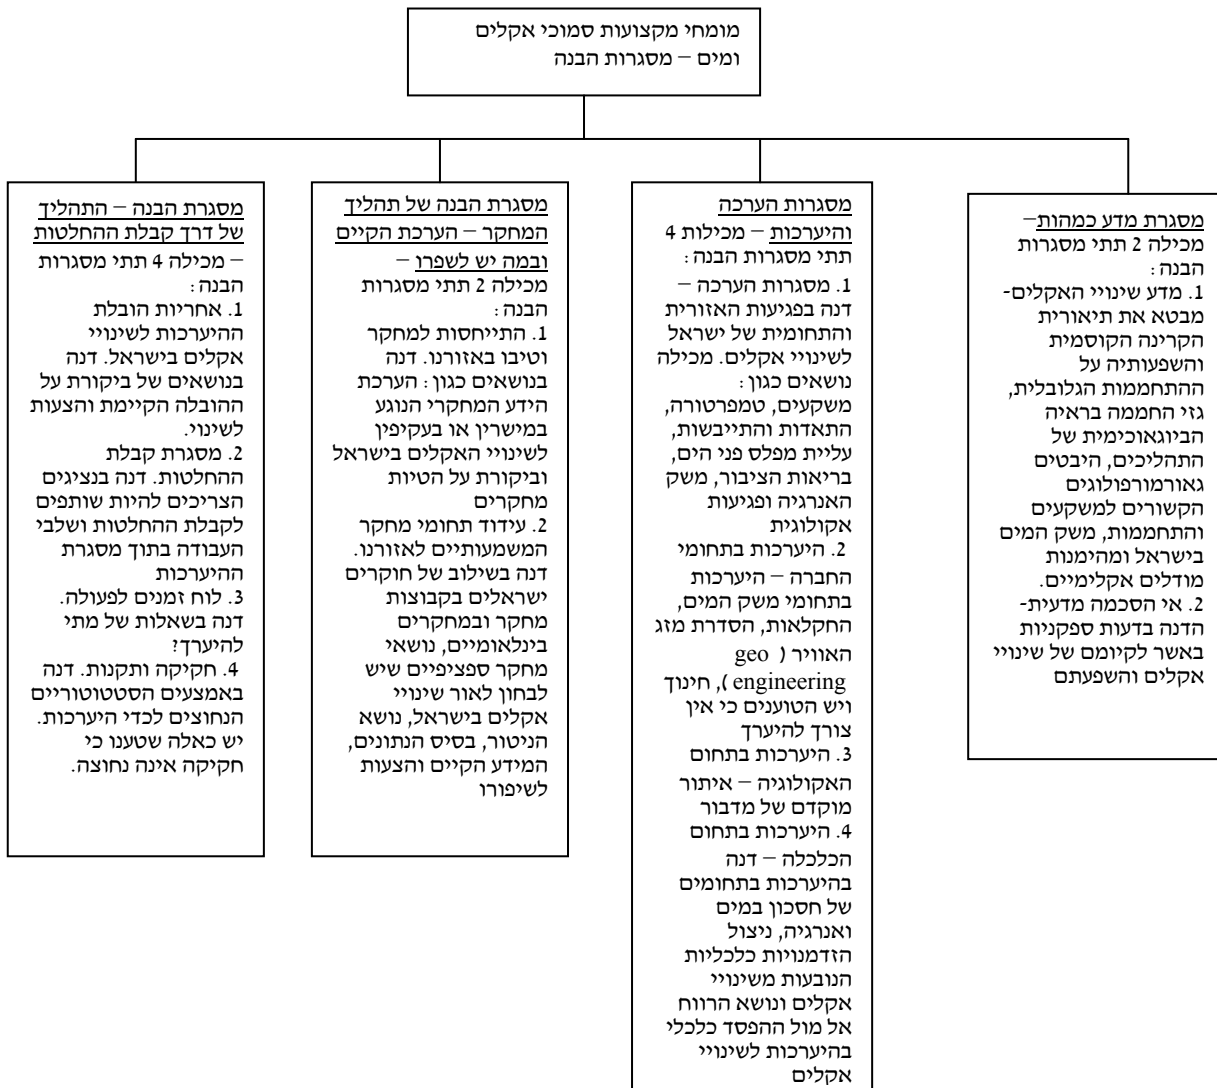 מומחי מקצועות סמוכי אקלים
ומים – מסגרות הבנה
מסגרת מדע כמהות–
מכילה 2 תתי מסגרות
הבנה:
1. מדע שינויי האקלים-
מבטא את תיאורית
הקרינה הקוסמית
והשפעותיה על
ההתחממות הגלובלית,
גזי החממה בראיה
הביוגאוכימית של
התהליכים, היבטים
גאורמורפולוגים
הקשורים למשקעים
והתחממות, משק המים
בישראל ומהימנות
מודלים אקלימיים.
2. אי הסכמה מדעית-
הדנה בדעות ספקניות
באשר לקיומם של שינויי
אקלים והשפעתם
מסגרות הערכה
והיערכות – מכילות 4
תתי מסגרות הבנה:
1. מסגרות הערכה –
דנה בפגיעות האזורית
והתחומית של ישראל
לשינויי אקלים. מכילה
נושאים כגון:
משקעים, טמפרטורה,
התאדות והתייבשות,
עליית מפלס פני הים,
בריאות הציבור, משק
האנרגיה ופגיעות
אקולוגית
2. היערכות בתחומי
החברה – היערכות
בתחומי משק המים,
החקלאות, הסדרת מזג
האוויר ( geo
engineering ), חינוך
ויש הטוענים כי אין
צורך להיערך
3. היערכות בתחום
האקולוגיה – איתור
מוקדם של מדבור
4. היערכות בתחום
הכלכלה – דנה
בהיערכות בתחומים
של חסכון במים
ואנרגיה, ניצול
הזדמנויות כלכליות
הנובעות משינויי
אקלים ונושא הרווח
אל מול ההפסד כלכלי
בהיערכות לשינויי
אקלים
מסגרת הבנה של תהליך
המחקר – הערכת הקיים
ובמה יש לשפרו –
מכילה 2 תתי מסגרות
הבנה:
1. התייחסות למחקר
וטיבו באזורנו. דנה
בנושאים כגון: הערכת
הידע המחקרי הנוגע
במישרין או בעקיפין
לשינויי האקלים בישראל
וביקורת על הטיות
מחקרים
2. עידוד תחומי מחקר
המשמעותיים לאזורנו.
דנה בשילוב של חוקרים
ישראלים בקבוצות
מחקר ובמחקרים
בינלאומיים, נושאי
מחקר ספציפיים שיש
לבחון לאור שינויי
אקלים בישראל, נושא
הניטור, בסיס הנתונים,
המידע הקיים והצעות
לשיפורו
מסגרת הבנה – התהליך
של דרך קבלת ההחלטות
– מכילה 4 תתי מסגרות
הבנה:
1. אחריות הובלת
ההיערכות לשינויי
אקלים בישראל. דנה
בנושאים של ביקורת על
ההובלה הקיימת והצעות
לשינוי.
2. מסגרת קבלת
ההחלטות. דנה בנציגים
הצריכים להיות שותפים
לקבלת ההחלטות ושלבי
העבודה בתוך מסגרת
ההיערכות
3. לוח זמנים לפעולה.
דנה בשאלות של מתי
להיערך?
4. חקיקה ותקנות. דנה
באמצעים הסטטוטוריים
הנחוצים לכדי היערכות.
יש כאלה שטענו כי
חקיקה אינה נחוצה.